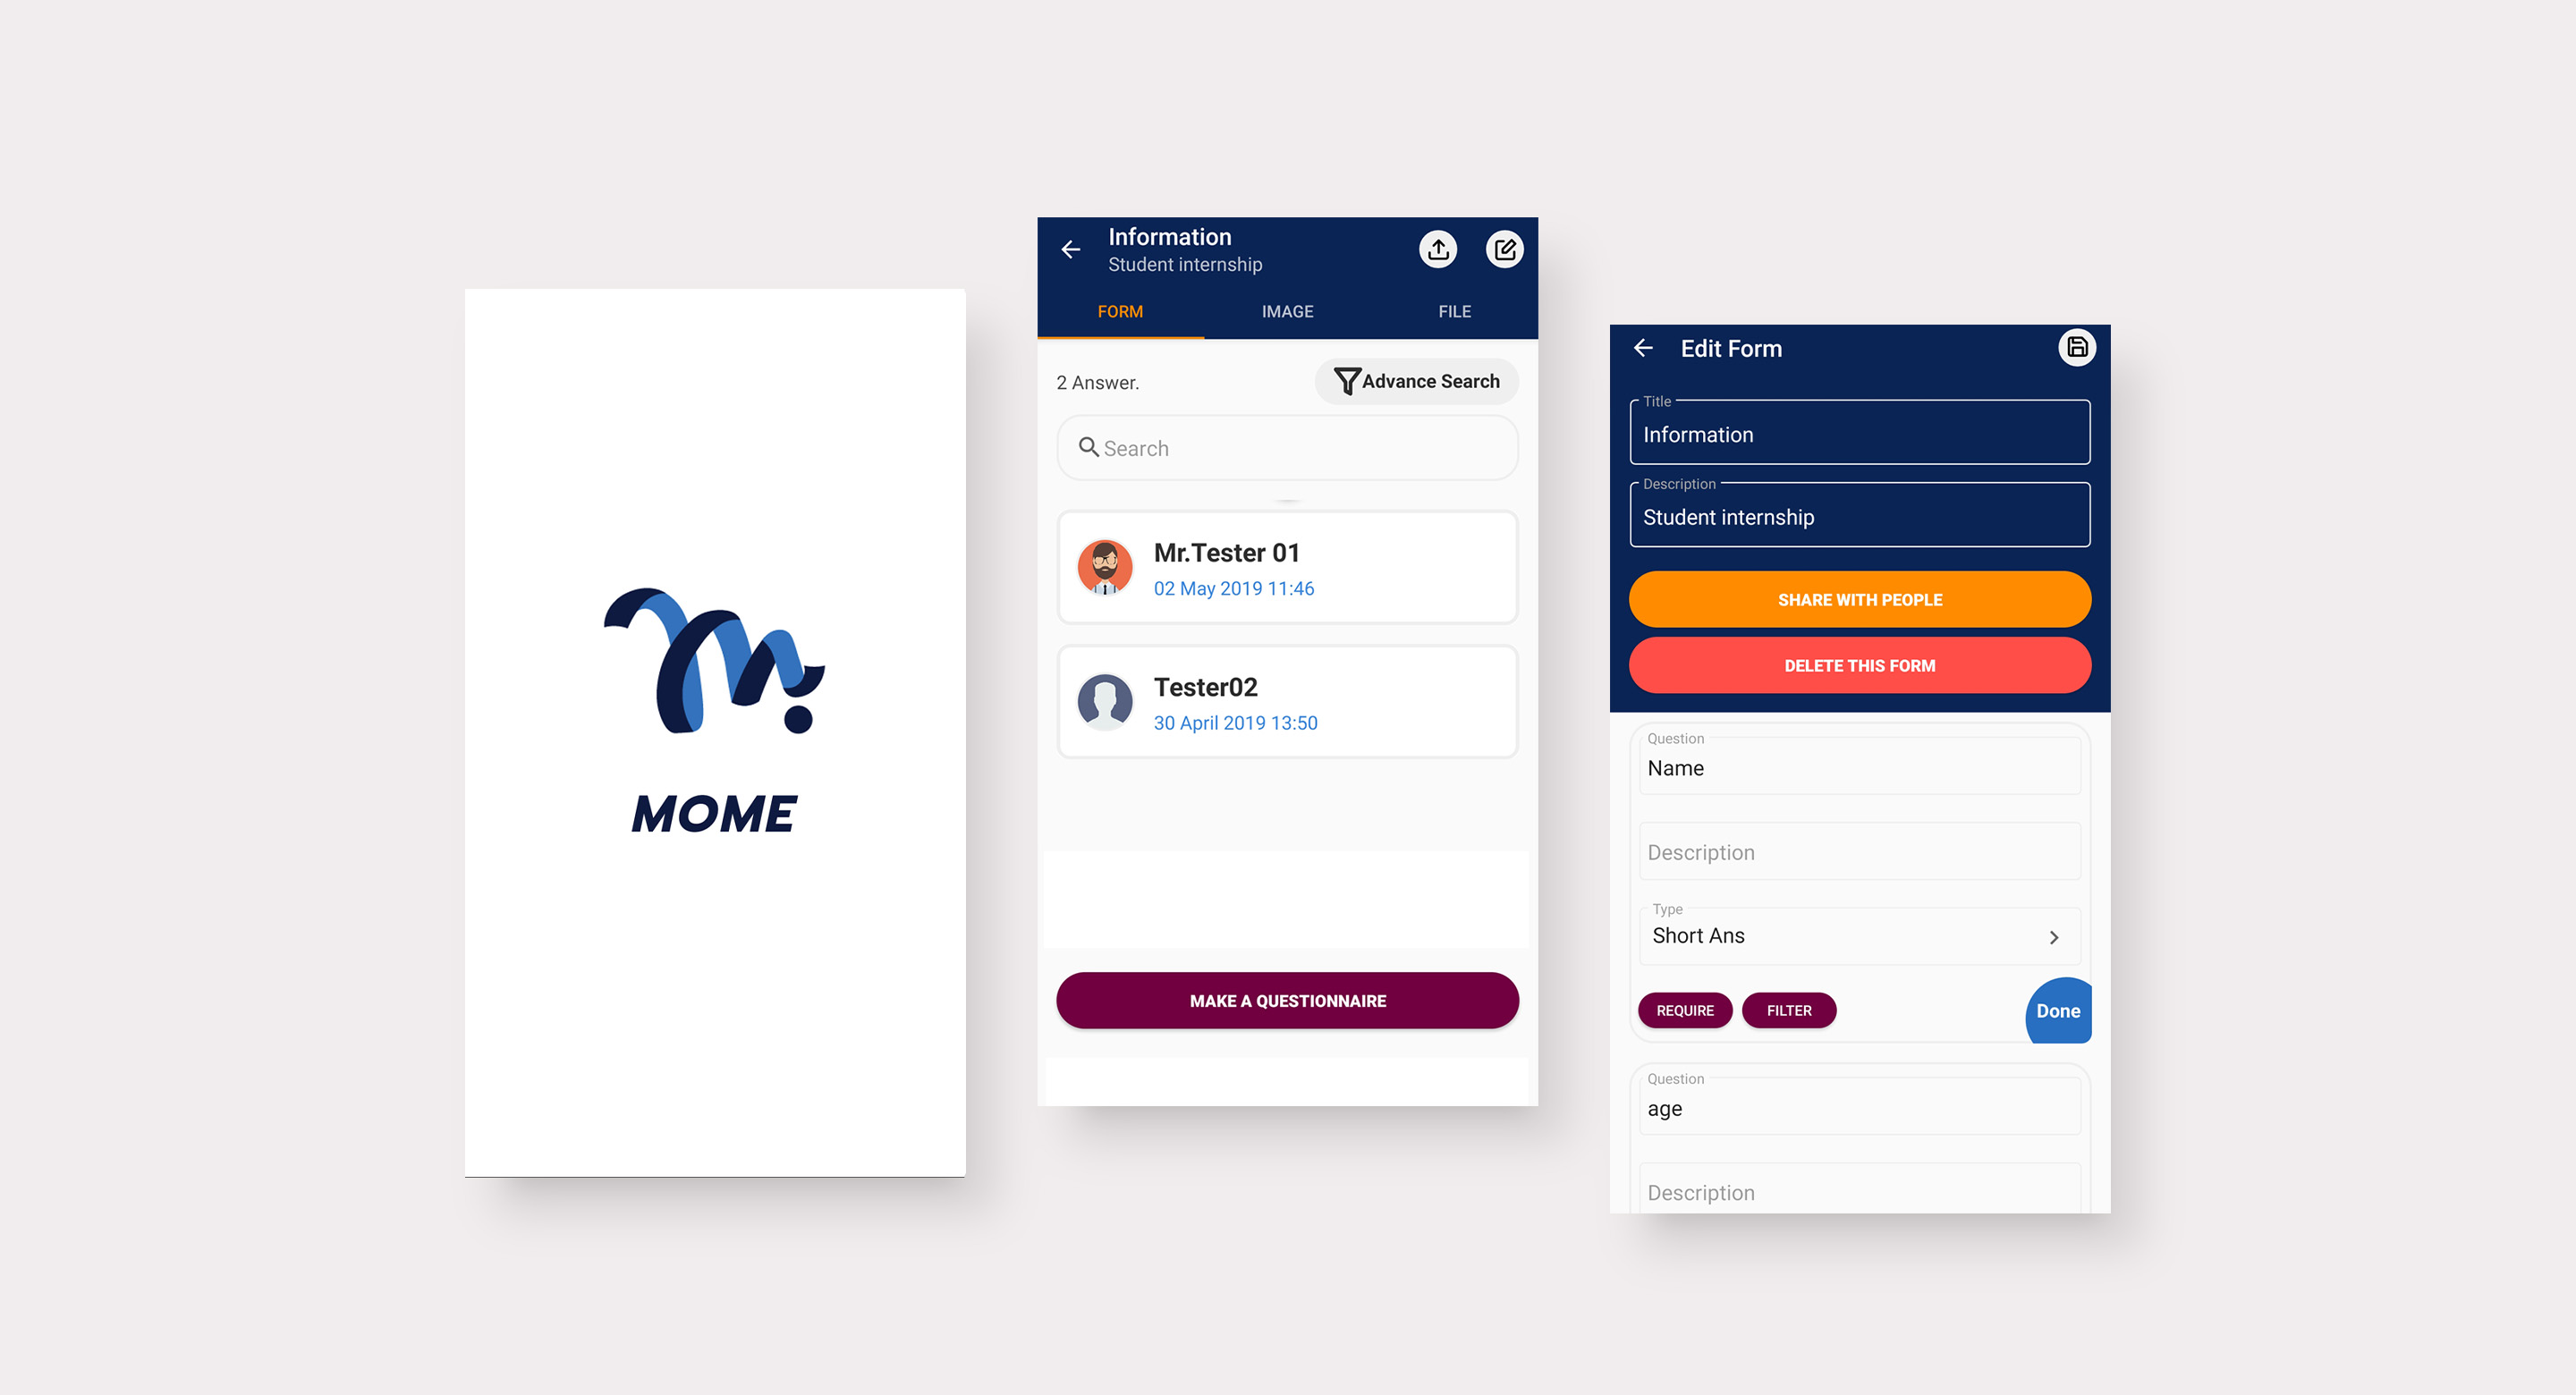 MOME
Information
Student internship
FORM IMAGE FILE
2 Answer.
Advance Search
Search
Mr.Tester 01
02 May 2019 11:46
Tester02
30 April 2019 13:50
MAKE A QUESTIONNAIRE
Edit Form
Title
Information
Description
Student internship
SHARE WITH PEOPLE
DELETE THIS FORM
Question
Name
Description
Type
Short Ans
REQUIRE FILTER Done
Question
age
Description